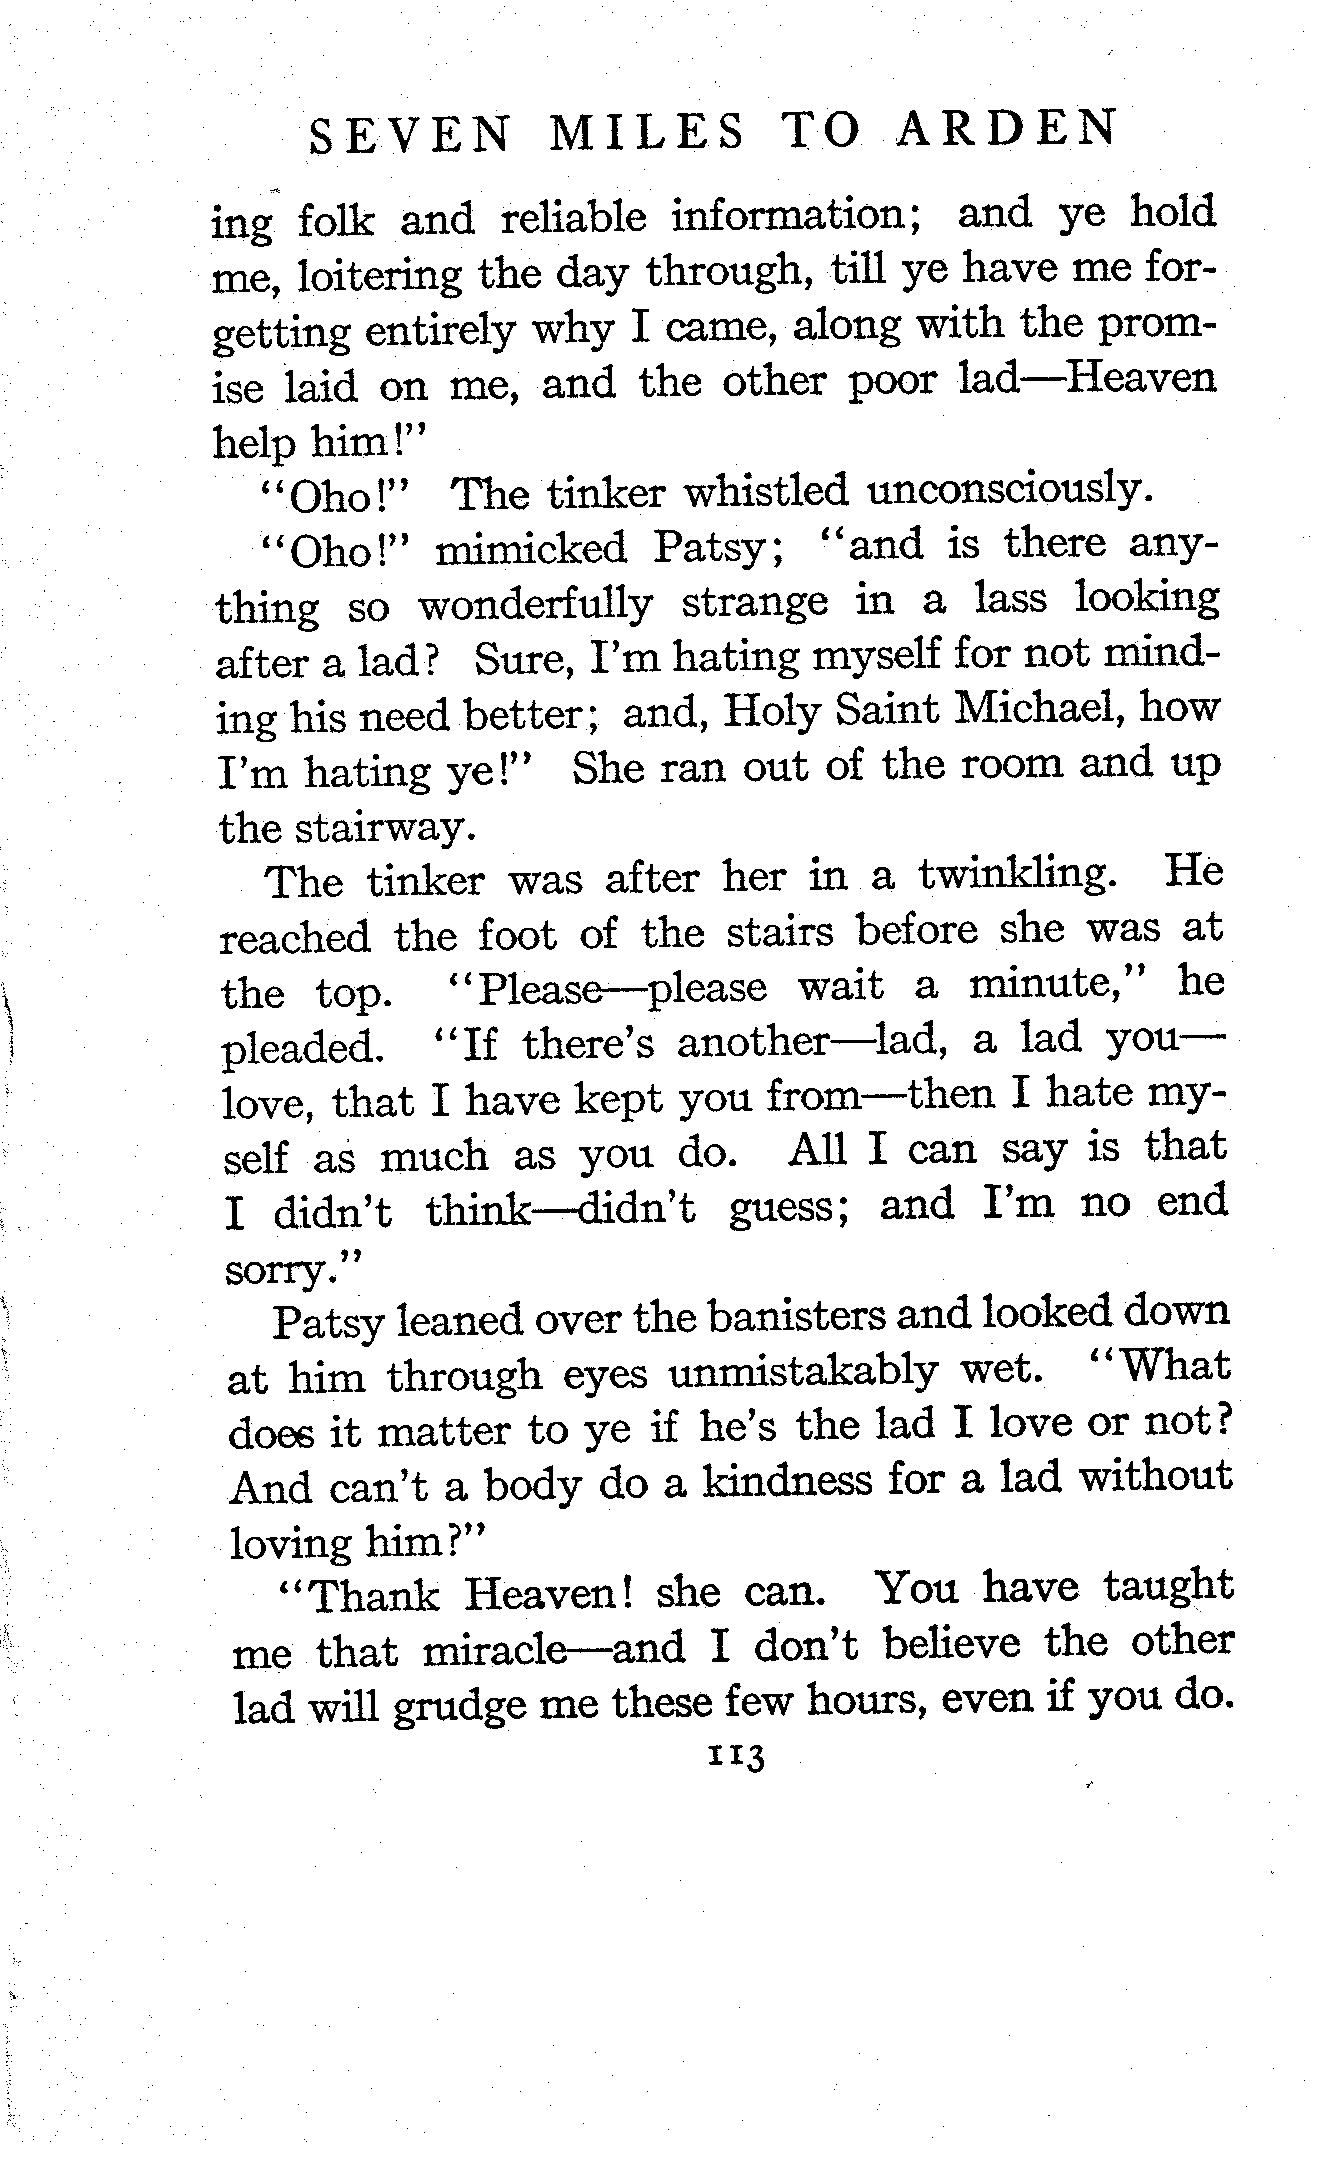 SEVEN MILES TO ARDEN
ing folk and reliable information; and ye hold
me, loitering the day through, till ye have me for-
getting entirely why I came, along with the prom-
ise laid on me, and the other poor lad—Heaven
help him!”
“Oho!” The tinker whistled unconsciously.
“Oho!” mimicked Patsy; “and is there any-
thing so wonderfully strange in a lass looking
after a lad? Sure, I’m hating myself for not mind-
ing his need better; and, Holy Saint Michael, how
I’m hating ye!” She ran out of the room and up
the stairway.
The tinker was after her in a twinkling. He
reached the foot of the stairs before she was at
the top. “Please—please wait a minute,” he
pleaded. “If there’s another—lad, a lad you—
love, that I have kept you from—then I hate my-
self as much as you do. All I can say is that
I didn’t think—didn’t guess; and I’m no end
sorry.”
Patsy leaned over the banisters and looked down
at him through eyes unmistakably wet. “What
does it matter to ye if he’s the lad I love or not?
And can’t a body do a kindness for a lad without
loving him?”
“Thank Heaven! she can. You have taught
me that miracle—and I don’t believe the other
lad will grudge me these few hours, even if you do.
113